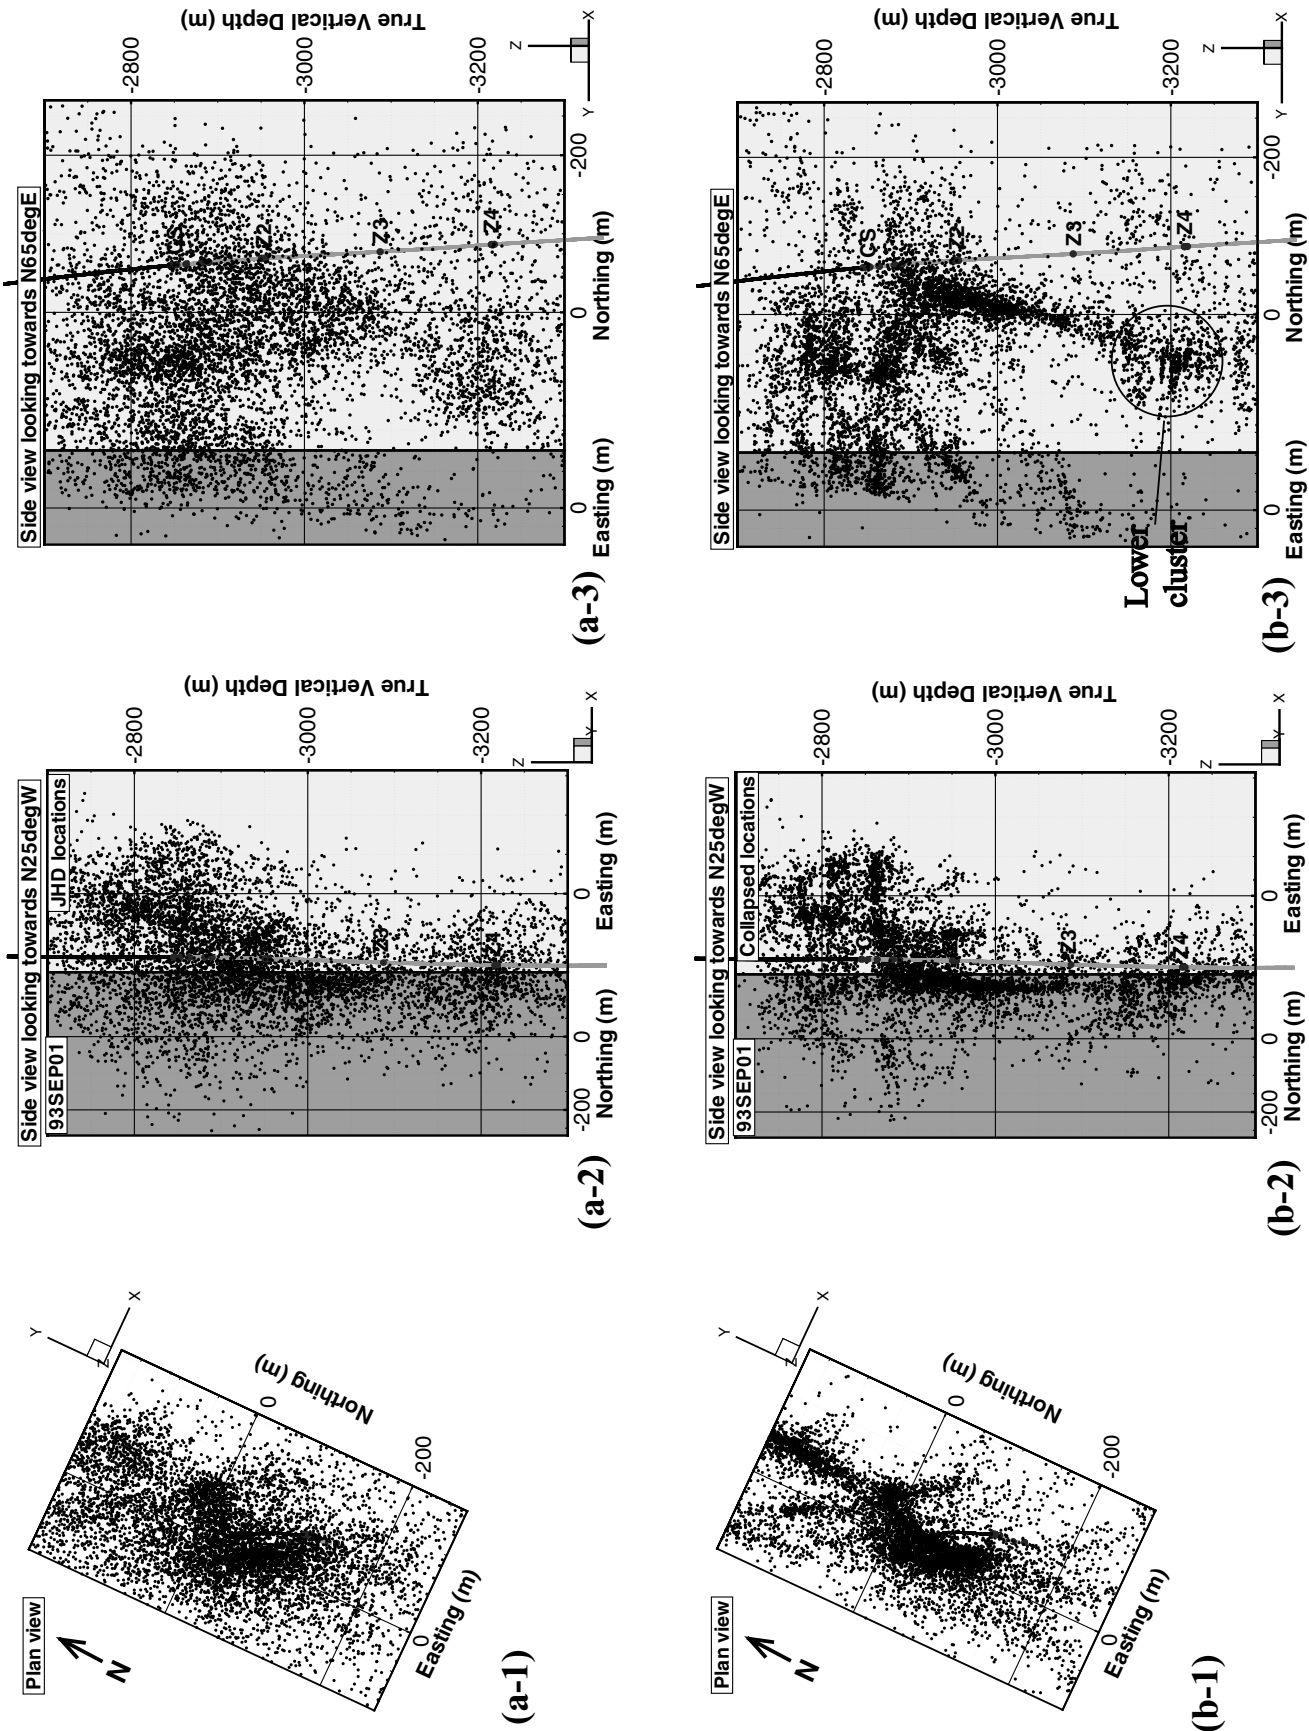 Plan view
N
Y
X
Z
Northing (m)
0
-200
Easting (m)
0
(a-1)
Side view looking towards N25degW
93SEP01
JHD locations
-2800
-3000
-3200
True Vertical Depth (m)
Z3
Z4
-200
0
0
Northing (m)
Easting (m)
Z
Y
X
(a-2)
Side view looking towards N65degE
-2800
-3000
-3200
True Vertical Depth (m)
CS
Z2
Z3
Z4
0
0
-200
Easting (m)
Northing (m)
Z
Y
X
(a-3)
Plan view
N
Y
X
Z
Northing (m)
0
-200
Easting (m)
0
(b-1)
Side view looking towards N25degW
93SEP01
Collapsed locations
-2800
-3000
-3200
True Vertical Depth (m)
CS
Z3
Z4
-200
0
0
Northing (m)
Easting (m)
Z
Y
X
(b-2)
Side view looking towards N65degE
-2800
-3000
-3200
True Vertical Depth (m)
CS
Z2
Z3
Z4
Lower
cluster
0
0
-200
Easting (m)
Northing (m)
Z
Y
X
(b-3)